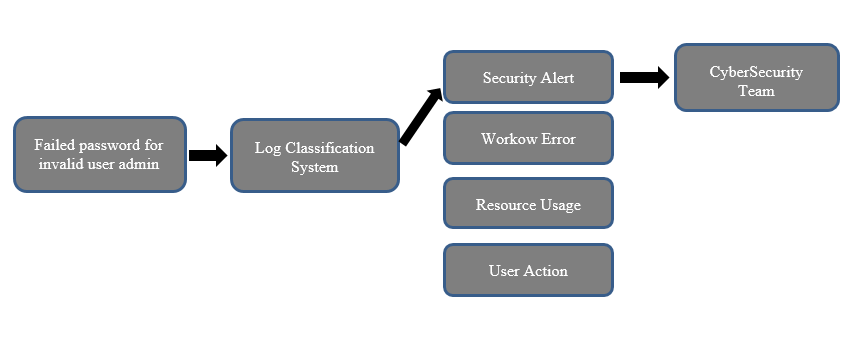 Failed password for
invalid user admin
Log Classification
System
Security Alert
Workow Error
Resource Usage
User Action
CyberSecurity
Team